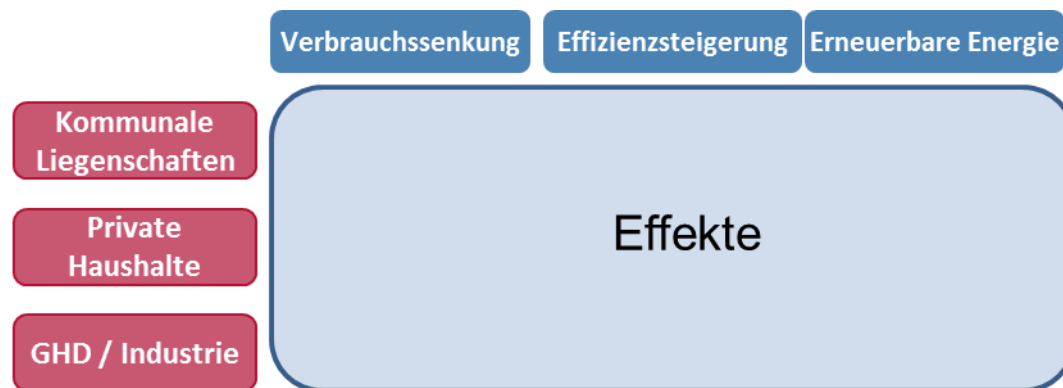 Verbrauchssenkung Effizienzsteigerung Erneuerbare Energie
Kommunale
Liegenschaften
Private
Haushalte
GHD / Industrie
Effekte